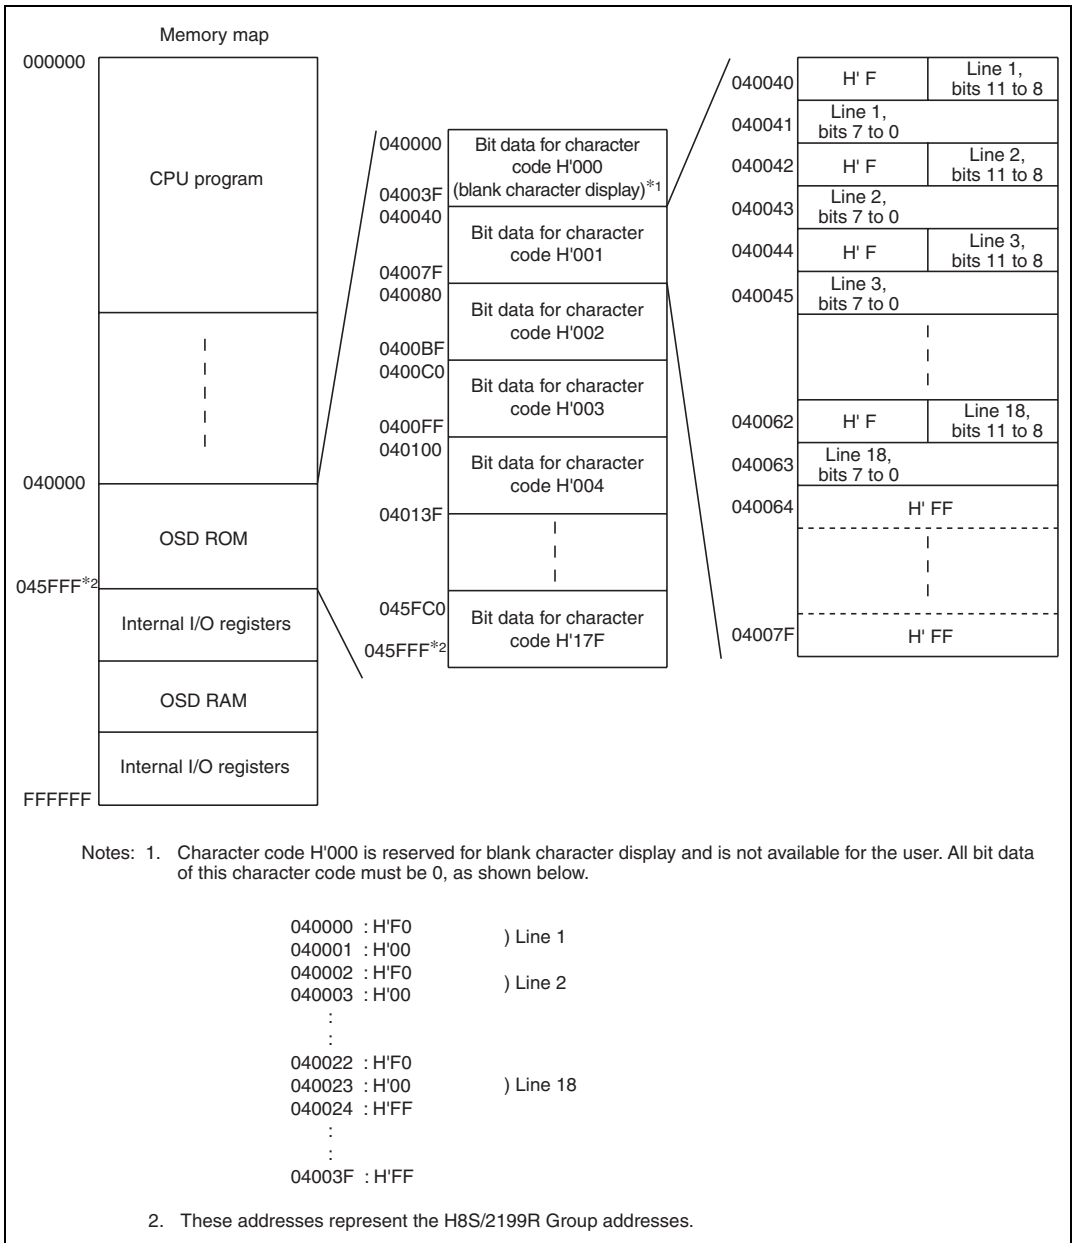 Memory map
000000
CPU program
040000
OSD ROM
045FFF*2
Internal I/O registers
OSD RAM
Internal I/O registers
FFFFFF
040000
Bit data for character
code H'000
(blank character display)*1
04003F
040040
Bit data for character
code H'001
04007F
040080
Bit data for character
code H'002
0400BF
0400C0
Bit data for character
code H'003
0400FF
040100
Bit data for character
code H'004
04013F
045FC0
Bit data for character
code H'17F
045FFF*2
040040
H' F
Line 1,
bits 11 to 8
040041
Line 1,
bits 7 to 0
040042
H' F
Line 2,
bits 11 to 8
040043
Line 2,
bits 7 to 0
040044
H' F
Line 3,
bits 11 to 8
040045
Line 3,
bits 7 to 0
040062
H' F
Line 18,
bits 11 to 8
040063
Line 18,
bits 7 to 0
040064
H' FF
04007F
H' FF
Notes: 1. Character code H'000 is reserved for blank character display and is not available for the user. All bit data
of this character code must be 0, as shown below.
040000 : H'F0
040001 : H'00
) Line 1
040002 : H'F0
040003 : H'00
) Line 2
:
:
040022 : H'F0
040023 : H'00
) Line 18
040024 : H'FF
:
:
04003F : H'FF
2. These addresses represent the H8S/2199R Group addresses.